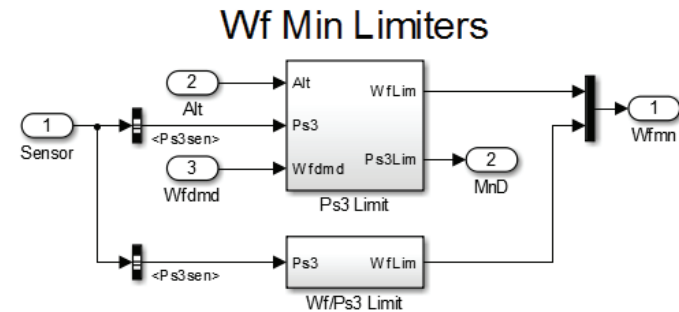 Wf Min Limiters
2
Alt
1
Sensor
<Ps3sen>
3
Wfdmd
Alt
Ps3
Wfdmd
WfLim
Ps3Lim
Ps3 Limit
1
Wfmn
2
MnD
<Ps3sen>
Ps3
WfLim
Wf/Ps3 Limit